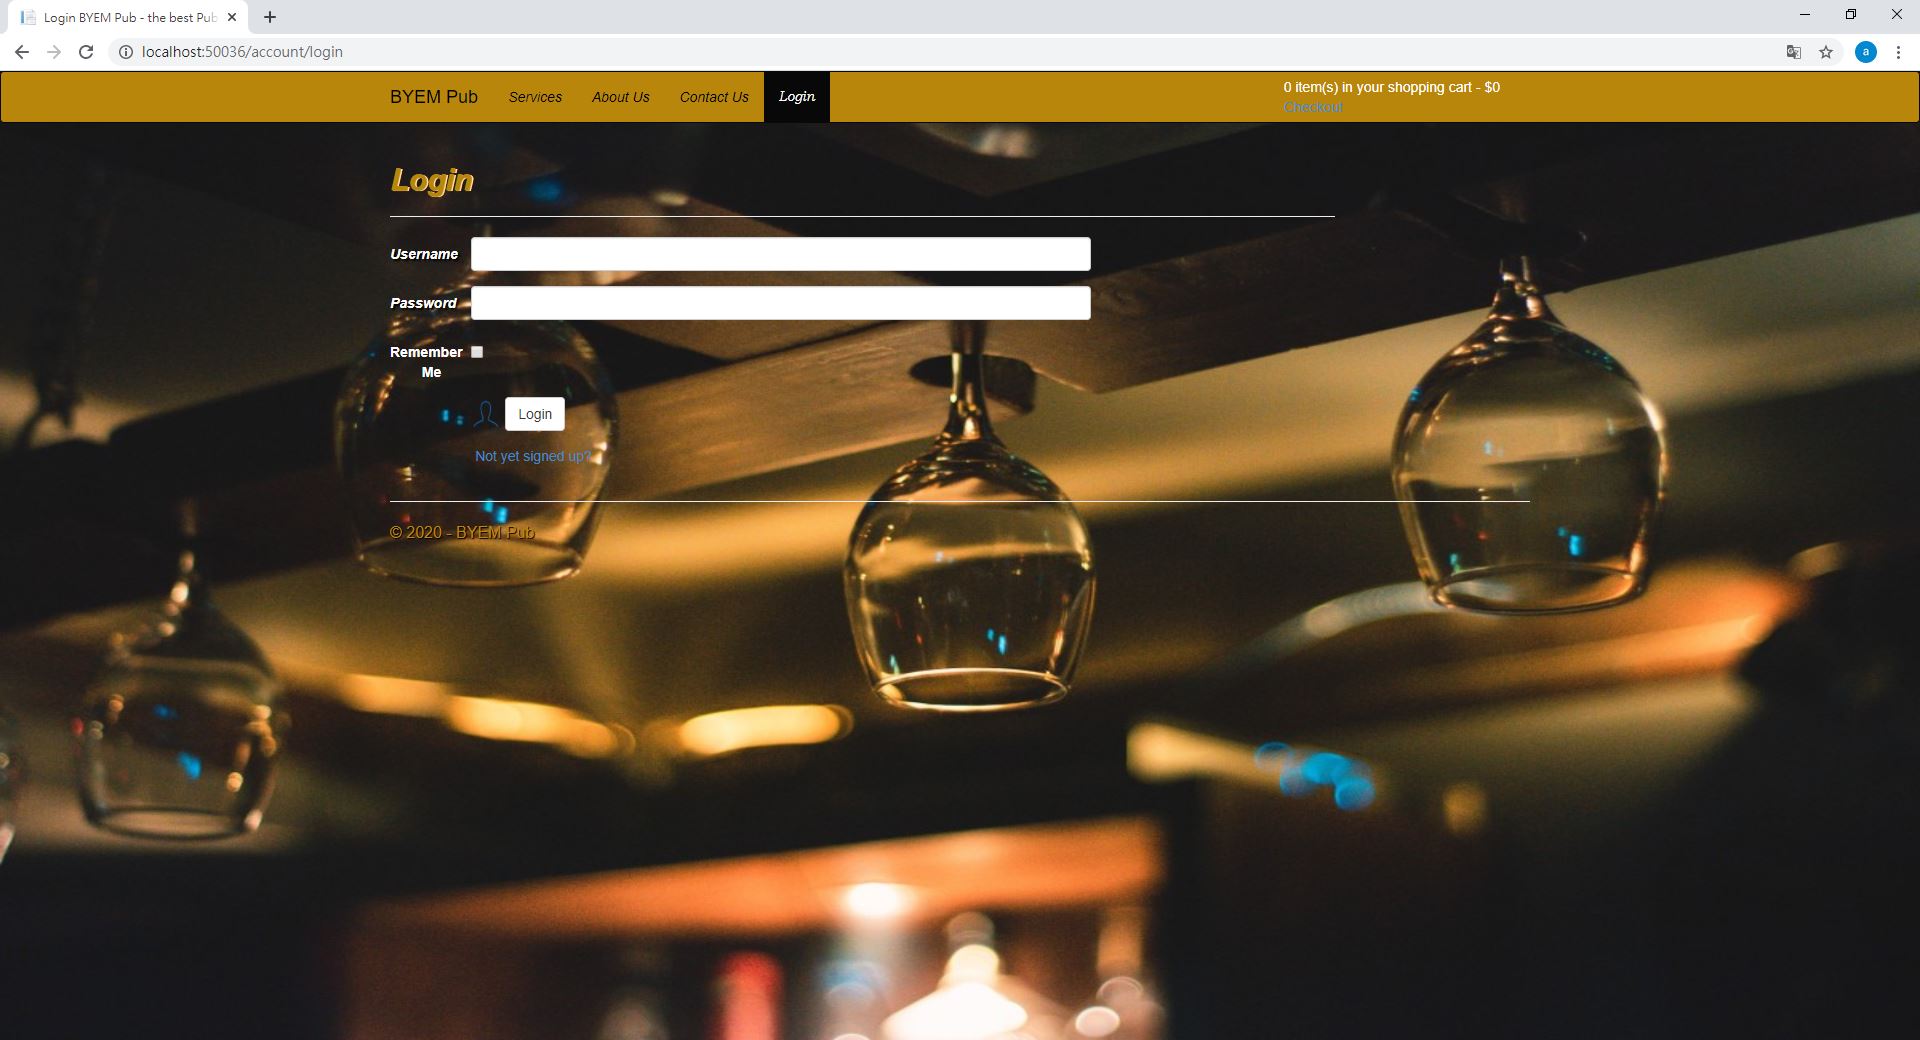 Login BYEM Pub - the best Pub
localhost:50036/account/login
a
BYEM Pub Services About Us Contact Us Login
0 item(s) in your shopping cart - $0
Checkout
Login
Username
Password
Remember
Me
Login
Not yet signed up?
© 2020 - BYEM Pub